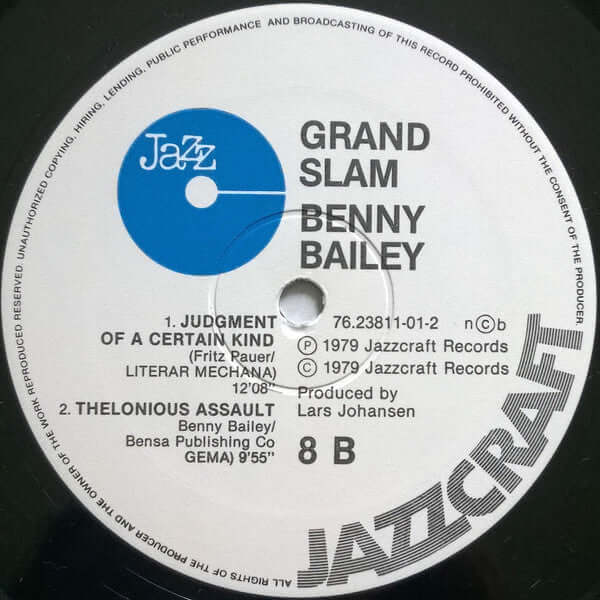 ALL RIGHTS OF THE PRODUCER AND THE OWNER OF THE WORK REPRODUCED RESERVED. UNAUTHORIZED COPYING, HIRING, LENDING, PUBLIC PERFORMANCE AND BROADCASTING OF THIS RECORD PROHIBITED WITHOUT THE CONSENT OF THE PRODUCER.
Jazz
GRAND
SLAM
BENNY
BAILEY
1. JUDGMENT
OF A CERTAIN KIND
(Fritz Pauer/
LITERAR MECHANA)
12'08"
2. THELONIOUS ASSAULT
Benny Bailey/
Bensa Publishing Co
GEMA) 9'55"
76.23811-01-2 n©b
℗ 1979 Jazzcraft Records
© 1979 Jazzcraft Records
Produced by
Lars Johansen
8 B
JAZZCRAFT